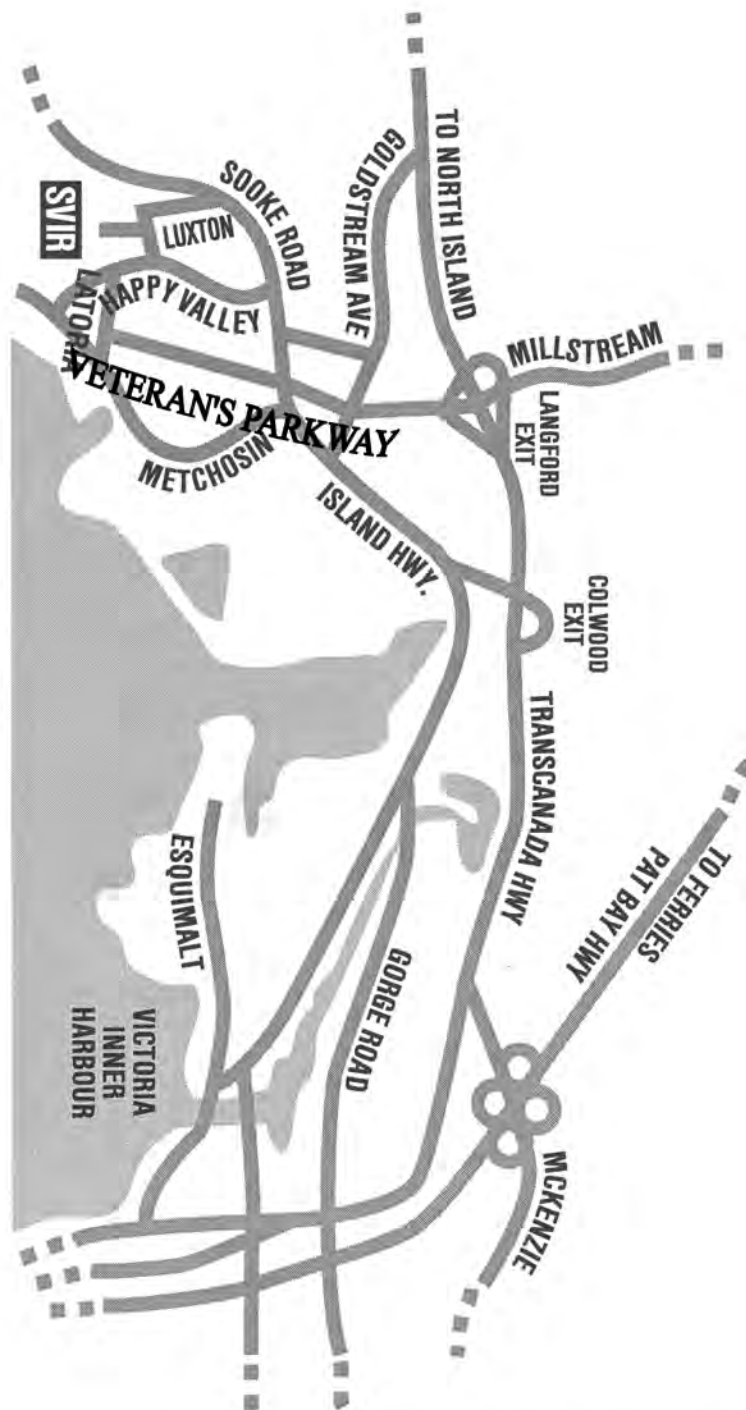 TO NORTH ISLAND
GOLDSTREAM AVE
SOOKE ROAD
SVIR
LUXTON
HAPPY VALLEY
LATORIA
VETERAN'S PARKWAY
METCHOSIN
MILLSTREAM
LANGFORD
EXIT
ISLAND HWY.
COLWOOD
EXIT
TRANSCANADA HWY
TO FERRIES
PAT BAY HWY
ESQUIMALT
GORGE ROAD
VICTORIA
INNER
HARBOUR
MCKENZIE